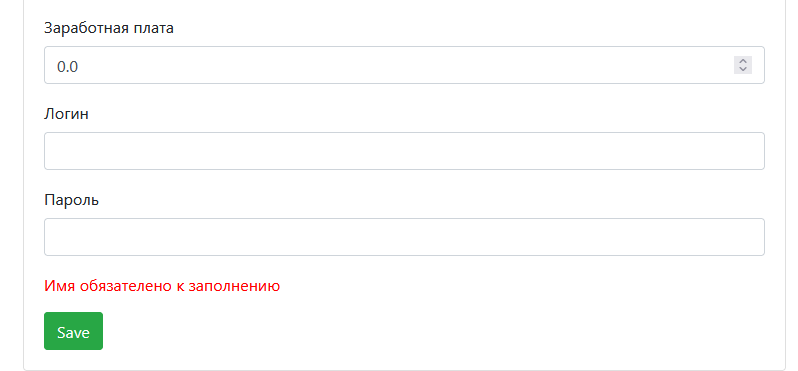 Заработная плата
0.0
Логин
Пароль
Имя обязателено к заполнению
Save